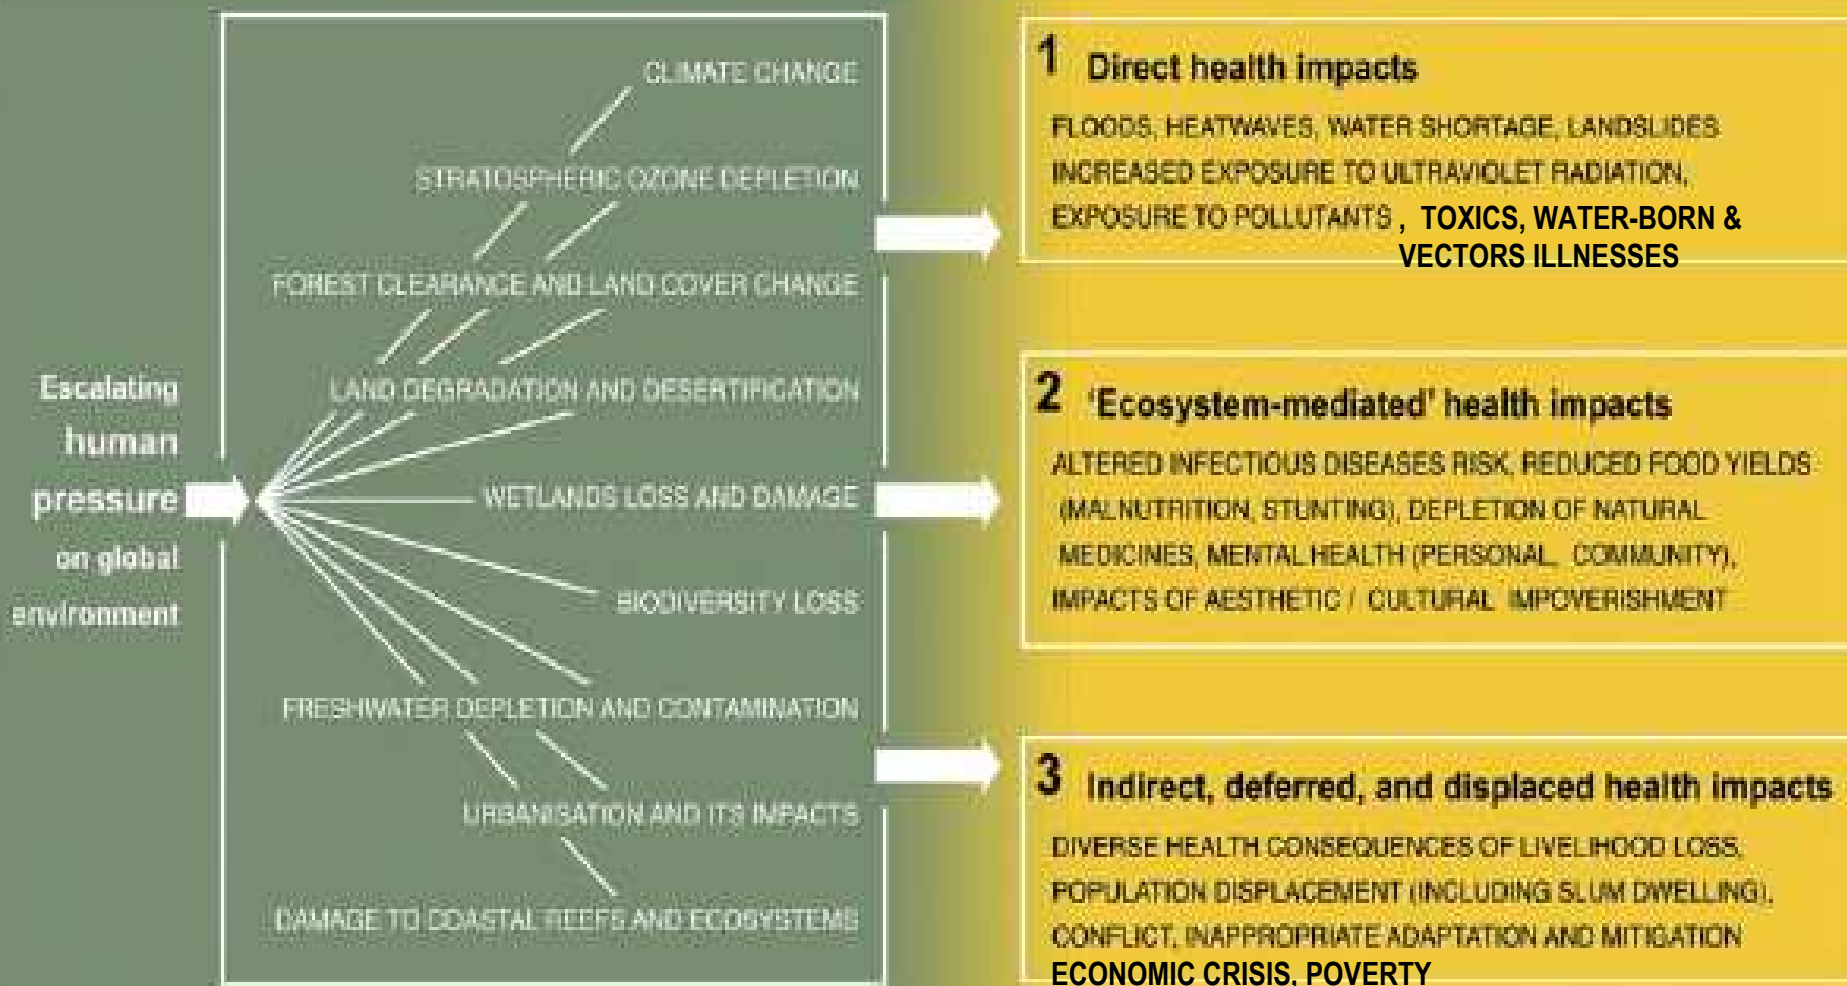 Escalating
human
pressure
on global
environment
CLIMATE CHANGE
STRATOSPHERIC OZONE DEPLETION
FOREST CLEARANCE AND LAND COVER CHANGE
LAND DEGRADATION AND DESERTIFICATION
WETLANDS LOSS AND DAMAGE
BIODIVERSITY LOSS
FRESHWATER DEPLETION AND CONTAMINATION
URBANISATION AND ITS IMPACTS
DAMAGE TO COASTAL REEFS AND ECOSYSTEMS
1 Direct health impacts
FLOODS, HEATWAVES, WATER SHORTAGE, LANDSLIDES
INCREASED EXPOSURE TO ULTRAVIOLET RADIATION,
EXPOSURE TO POLLUTANTS , TOXICS, WATER-BORN &
VECTORS ILLNESSES
2 ‘Ecosystem-mediated’ health impacts
ALTERED INFECTIOUS DISEASES RISK, REDUCED FOOD YIELDS
(MALNUTRITION, STUNTING), DEPLETION OF NATURAL
MEDICINES, MENTAL HEALTH (PERSONAL, COMMUNITY),
IMPACTS OF AESTHETIC / CULTURAL IMPOVERISHMENT
3 Indirect, deferred, and displaced health impacts
DIVERSE HEALTH CONSEQUENCES OF LIVELIHOOD LOSS,
POPULATION DISPLACEMENT (INCLUDING SLUM DWELLING),
CONFLICT, INAPPROPRIATE ADAPTATION AND MITIGATION
ECONOMIC CRISIS, POVERTY